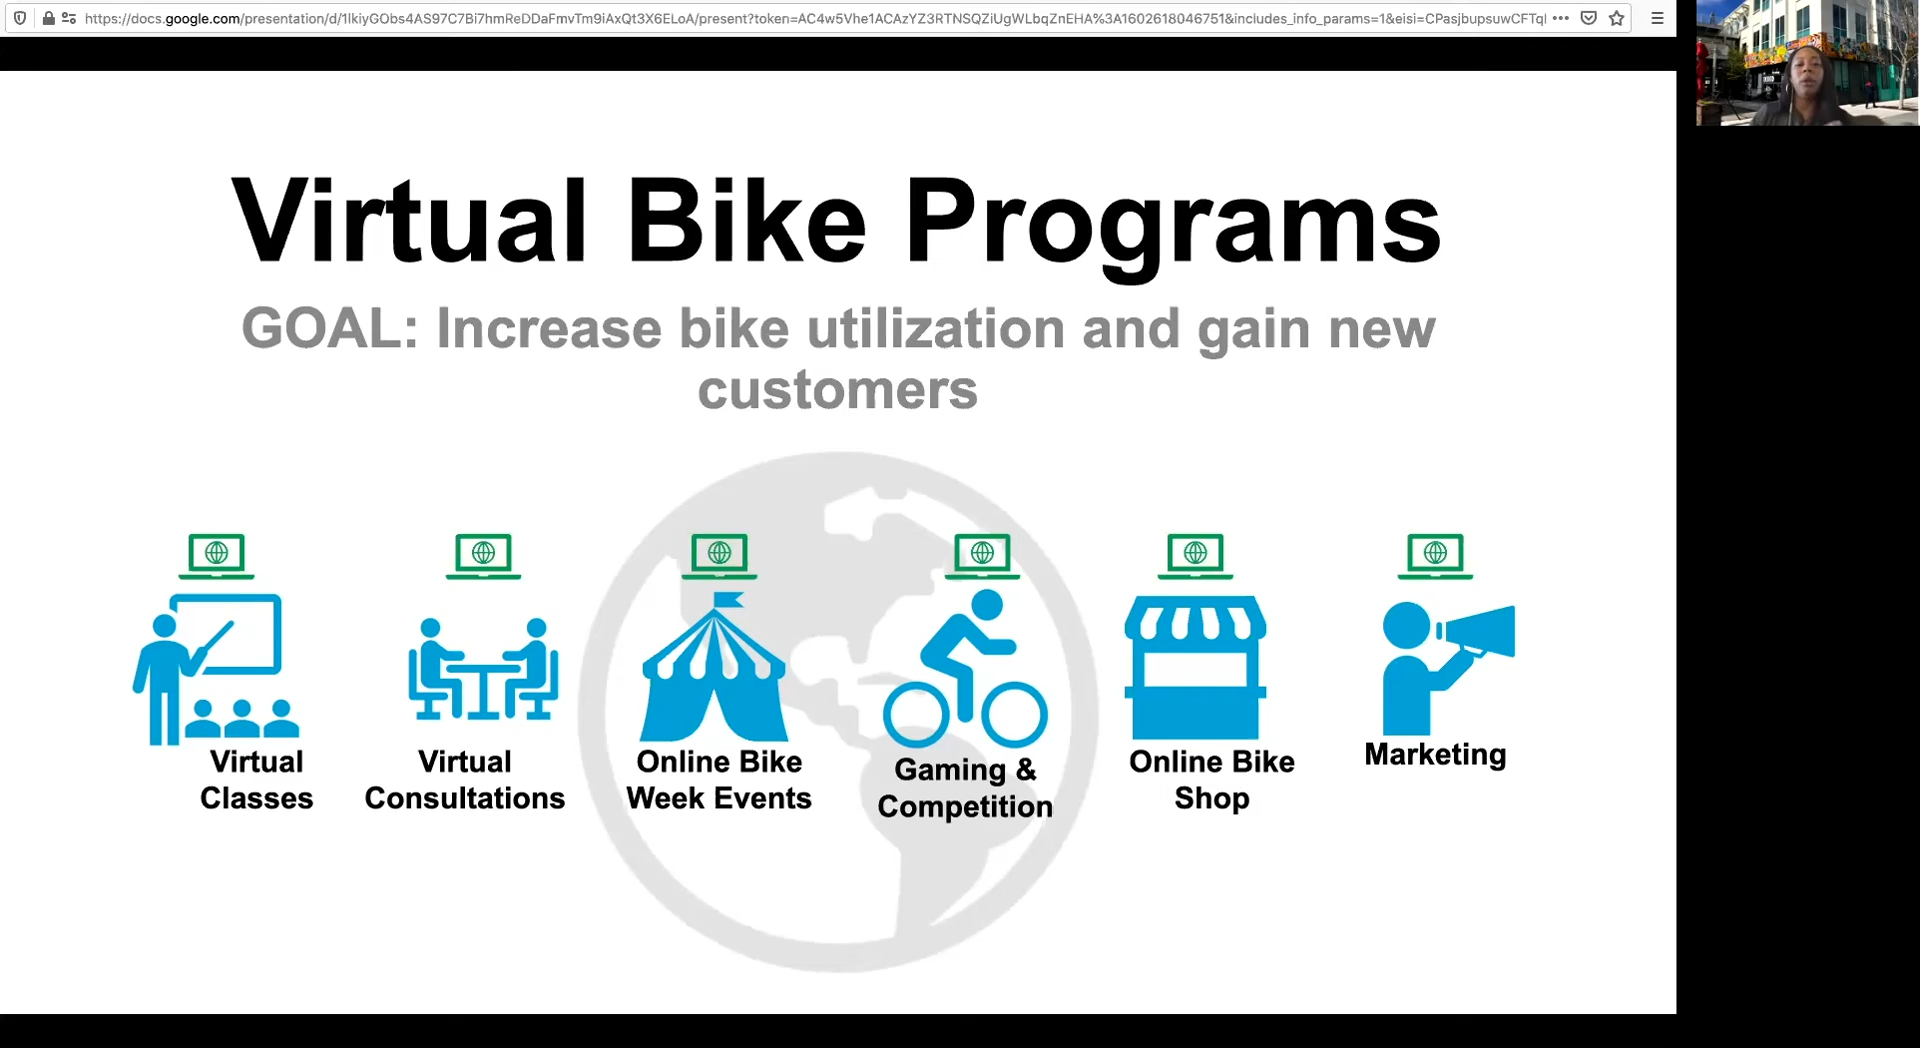 https://docs.google.com/presentation/d/1IkiyGObs4AS97C7Bi7hmReDDaFmvTm9iAxQt3X6ELoA/present?token=AC4w5Vhe1ACAzYZ3RTNSQZiUgWLbqZnEHA%3A1602618046751&includes_info_params=1&eisi=CPasjbupsuwCFTql
Virtual Bike Programs
GOAL: Increase bike utilization and gain new
customers
Virtual
Classes
Virtual
Consultations
Online Bike
Week Events
Gaming &
Competition
Online Bike
Shop
Marketing